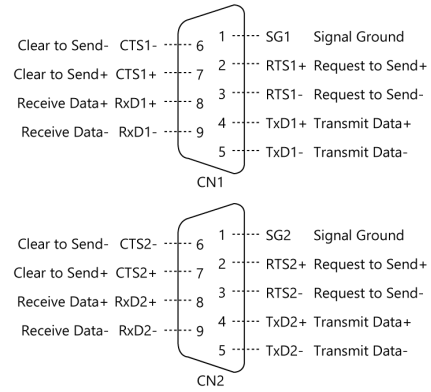 1 SG1 Signal Ground
Clear to Send- CTS1- 6
2 RTS1+ Request to Send+
Clear to Send+ CTS1+ 7
3 RTS1- Request to Send-
Receive Data+ RxD1+ 8
4 TxD1+ Transmit Data+
Receive Data- RxD1- 9
5 TxD1- Transmit Data-
CN1
1 SG2 Signal Ground
Clear to Send- CTS2- 6
2 RTS2+ Request to Send+
Clear to Send+ CTS2+ 7
3 RTS2- Request to Send-
Receive Data+ RxD2+ 8
4 TxD2+ Transmit Data+
Receive Data- RxD2- 9
5 TxD2- Transmit Data-
CN2